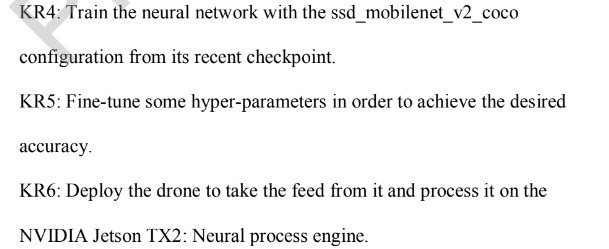 KR4: Train the neural network with the ssd_mobilenet_v2_coco
configuration from its recent checkpoint.
KR5: Fine-tune some hyper-parameters in order to achieve the desired
accuracy.
KR6: Deploy the drone to take the feed from it and process it on the
NVIDIA Jetson TX2: Neural process engine.